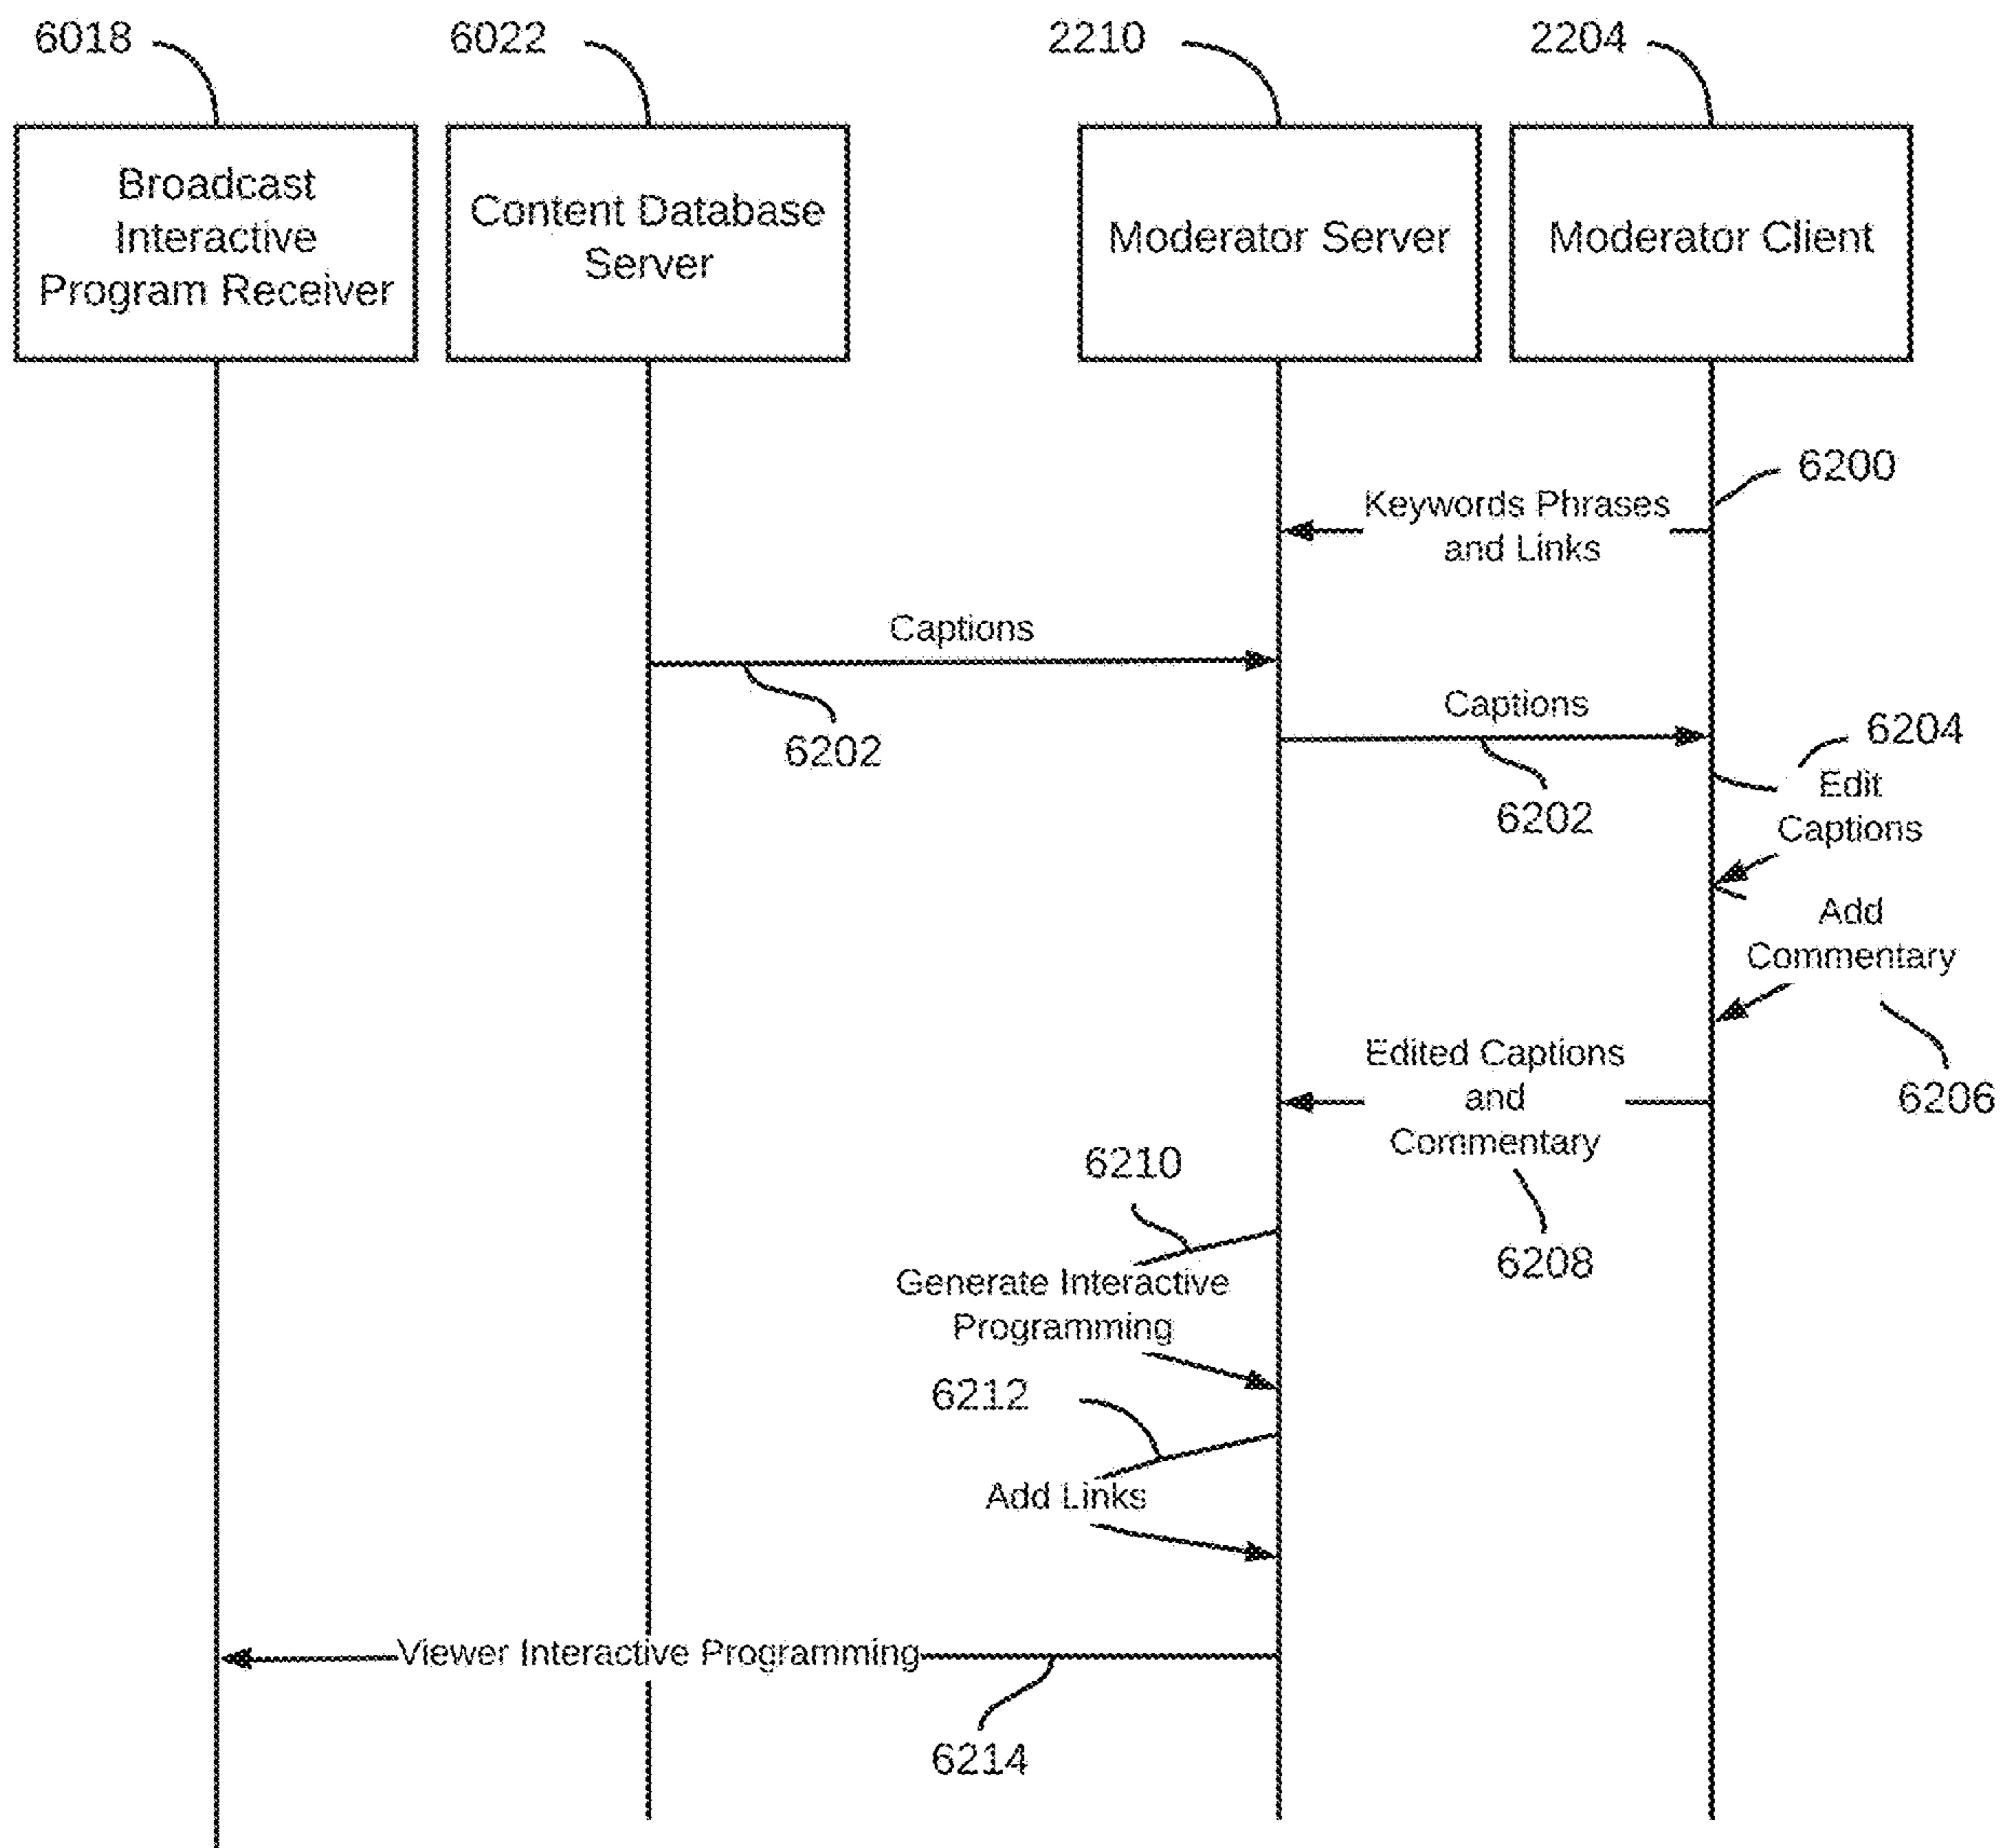 6018
6022
2210
2204
Broadcast
Interactive
Program Receiver
Content Database
Server
Moderator Server
Moderator Client
6200
Keywords Phrases
and Links
Captions
6202
Captions
6202
6204
Edit
Captions
Add
Commentary
6206
Edited Captions
and
Commentary
6208
6210
Generate Interactive
Programming
6212
Add Links
Viewer Interactive Programming
6214